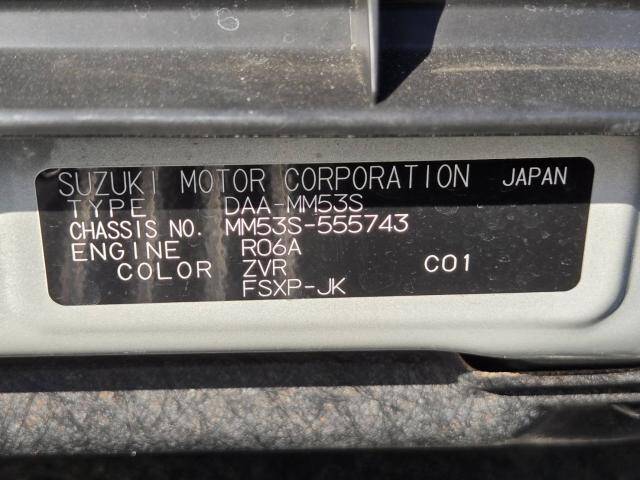 SUZUKI MOTOR CORPORATION JAPAN
TYPE DAA-MM53S
CHASSIS NO. MM53S-555743
ENGINE R06A
COLOR ZVR C01
FSXP-JK